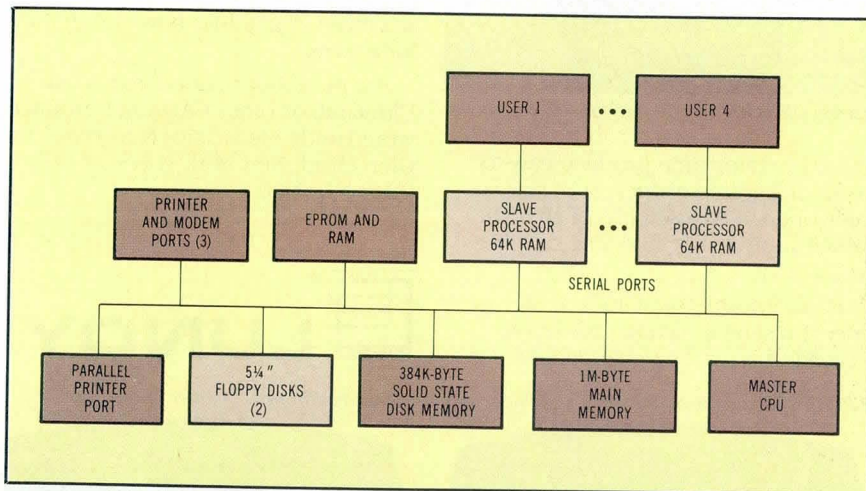 USER 1
•••
USER 4
PRINTER
AND MODEM
PORTS (3)
EPROM AND
RAM
SLAVE
PROCESSOR
64K RAM
•••
SLAVE
PROCESSOR
64K RAM
SERIAL PORTS
PARALLEL
PRINTER
PORT
5¼"
FLOPPY DISKS
(2)
384K-BYTE
SOLID STATE
DISK MEMORY
1M-BYTE
MAIN
MEMORY
MASTER
CPU